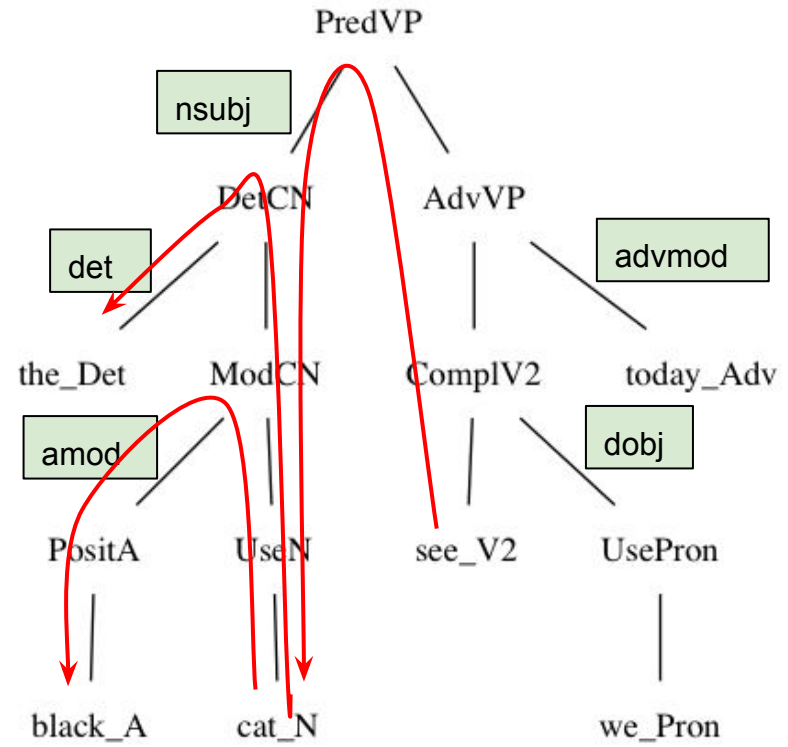 PredVP
nsubj
DetCN AdvVP
det advmod
the_Det ModCN ComplV2 today_Adv
amod dobj
PositA UseN see_V2 UsePron
black_A cat_N we_Pron